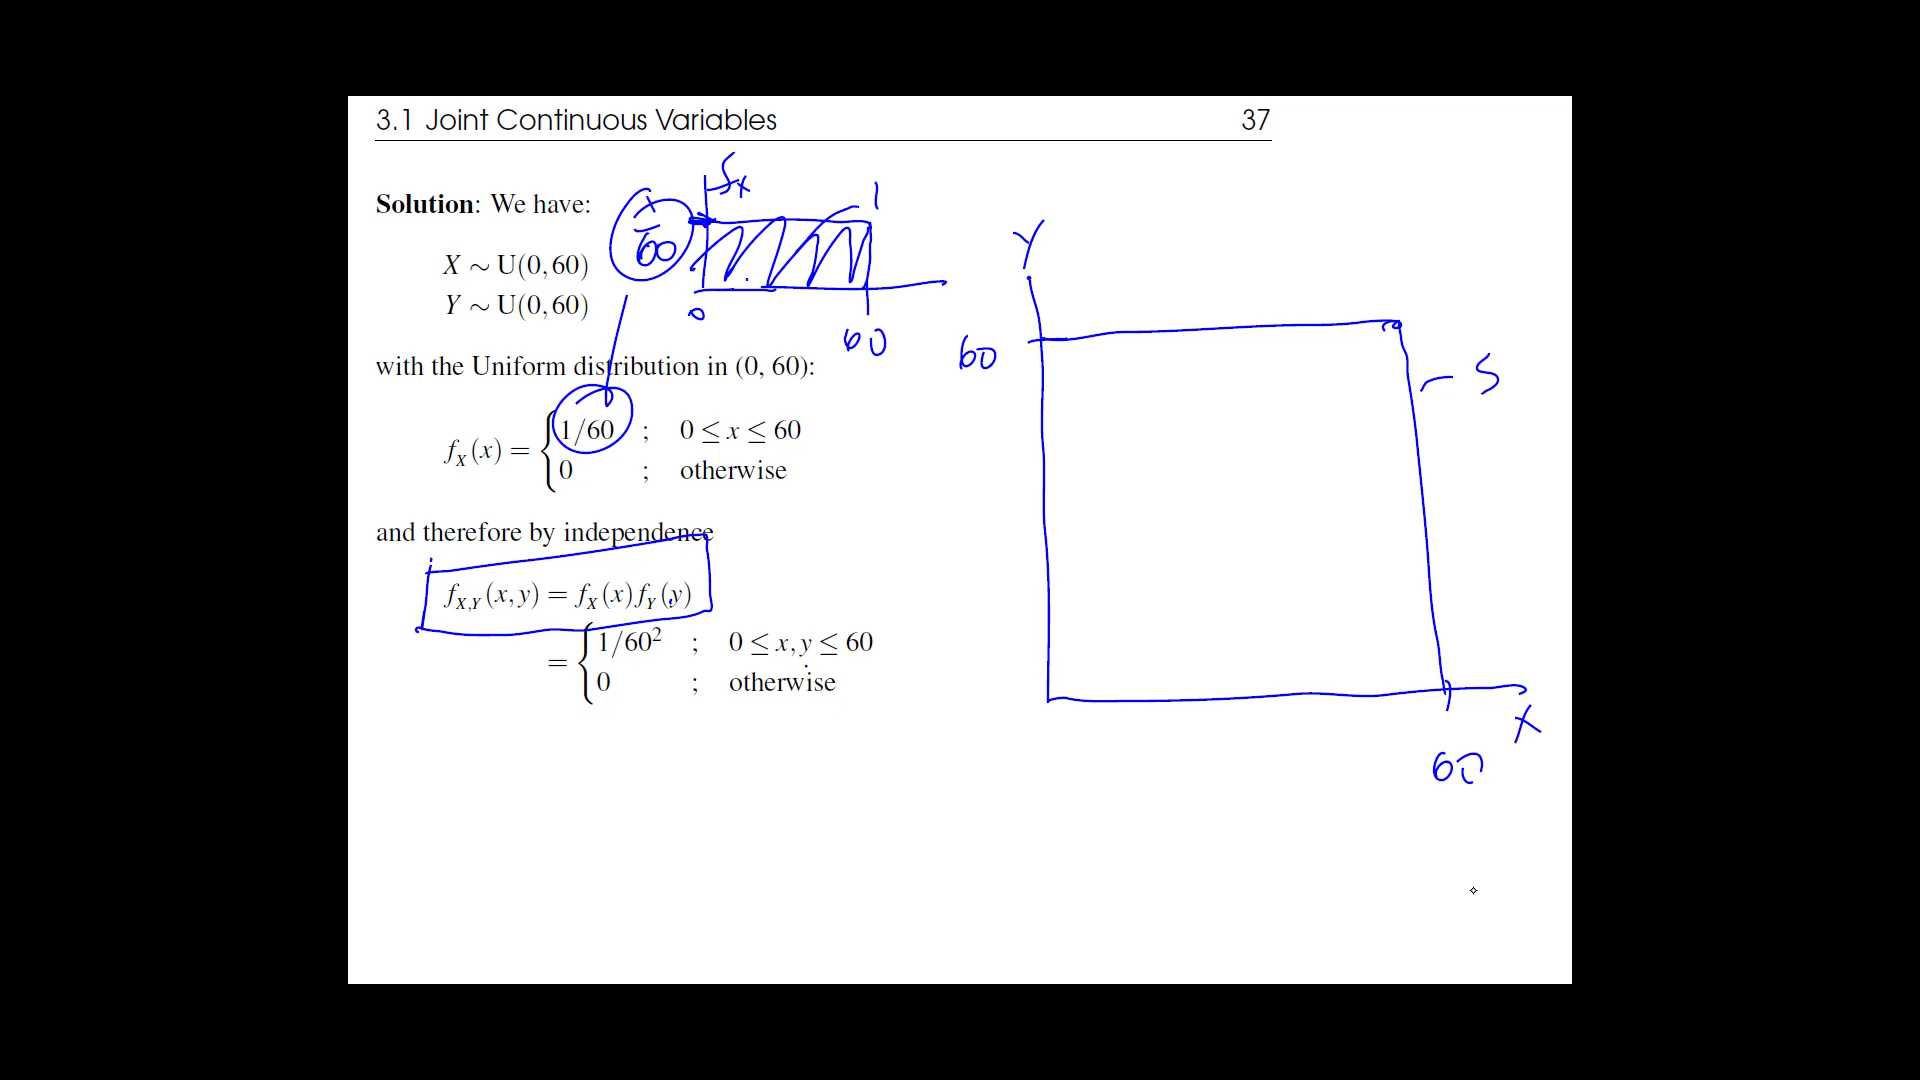 3.1 Joint Continuous Variables 37
Solution: We have:
X ∼ U(0,60)
Y ∼ U(0,60)
1/60
f_X
1
0
60
with the Uniform distribution in (0, 60):
f_X(x) = { 1/60 ; 0 ≤ x ≤ 60
0 ; otherwise
and therefore by independence
f_{X,Y}(x,y) = f_X(x) f_Y(y)
= { 1/60² ; 0 ≤ x,y ≤ 60
0 ; otherwise
Y
60
S
X
60